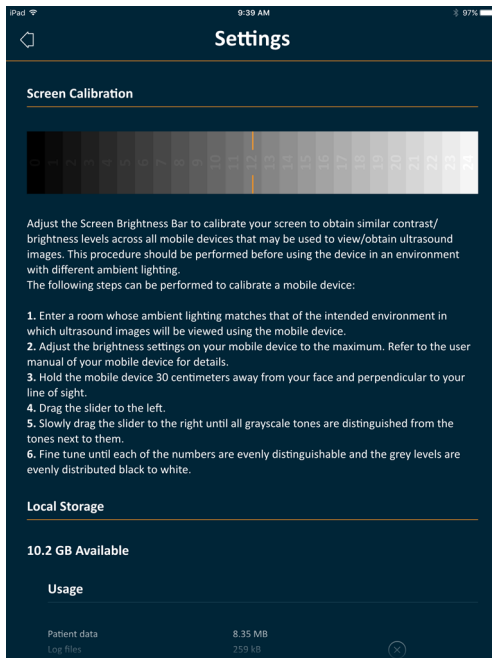 iPad 9:39 AM 97%
Settings
Screen Calibration
0 1 2 3 4 5 6 7 8 9 10 11 12 13 14 15 16 17 18 19 20 21 22 23 24
Adjust the Screen Brightness Bar to calibrate your screen to obtain similar contrast/
brightness levels across all mobile devices that may be used to view/obtain ultrasound
images. This procedure should be performed before using the device in an environment
with different ambient lighting.
The following steps can be performed to calibrate a mobile device:
1. Enter a room whose ambient lighting matches that of the intended environment in
which ultrasound images will be viewed using the mobile device.
2. Adjust the brightness settings on your mobile device to the maximum. Refer to the user
manual of your mobile device for details.
3. Hold the mobile device 30 centimeters away from your face and perpendicular to your
line of sight.
4. Drag the slider to the left.
5. Slowly drag the slider to the right until all grayscale tones are distinguished from the
tones next to them.
6. Fine tune until each of the numbers are evenly distinguishable and the grey levels are
evenly distributed black to white.
Local Storage
10.2 GB Available
Usage
Patient data 8.35 MB
Log files 259 kB